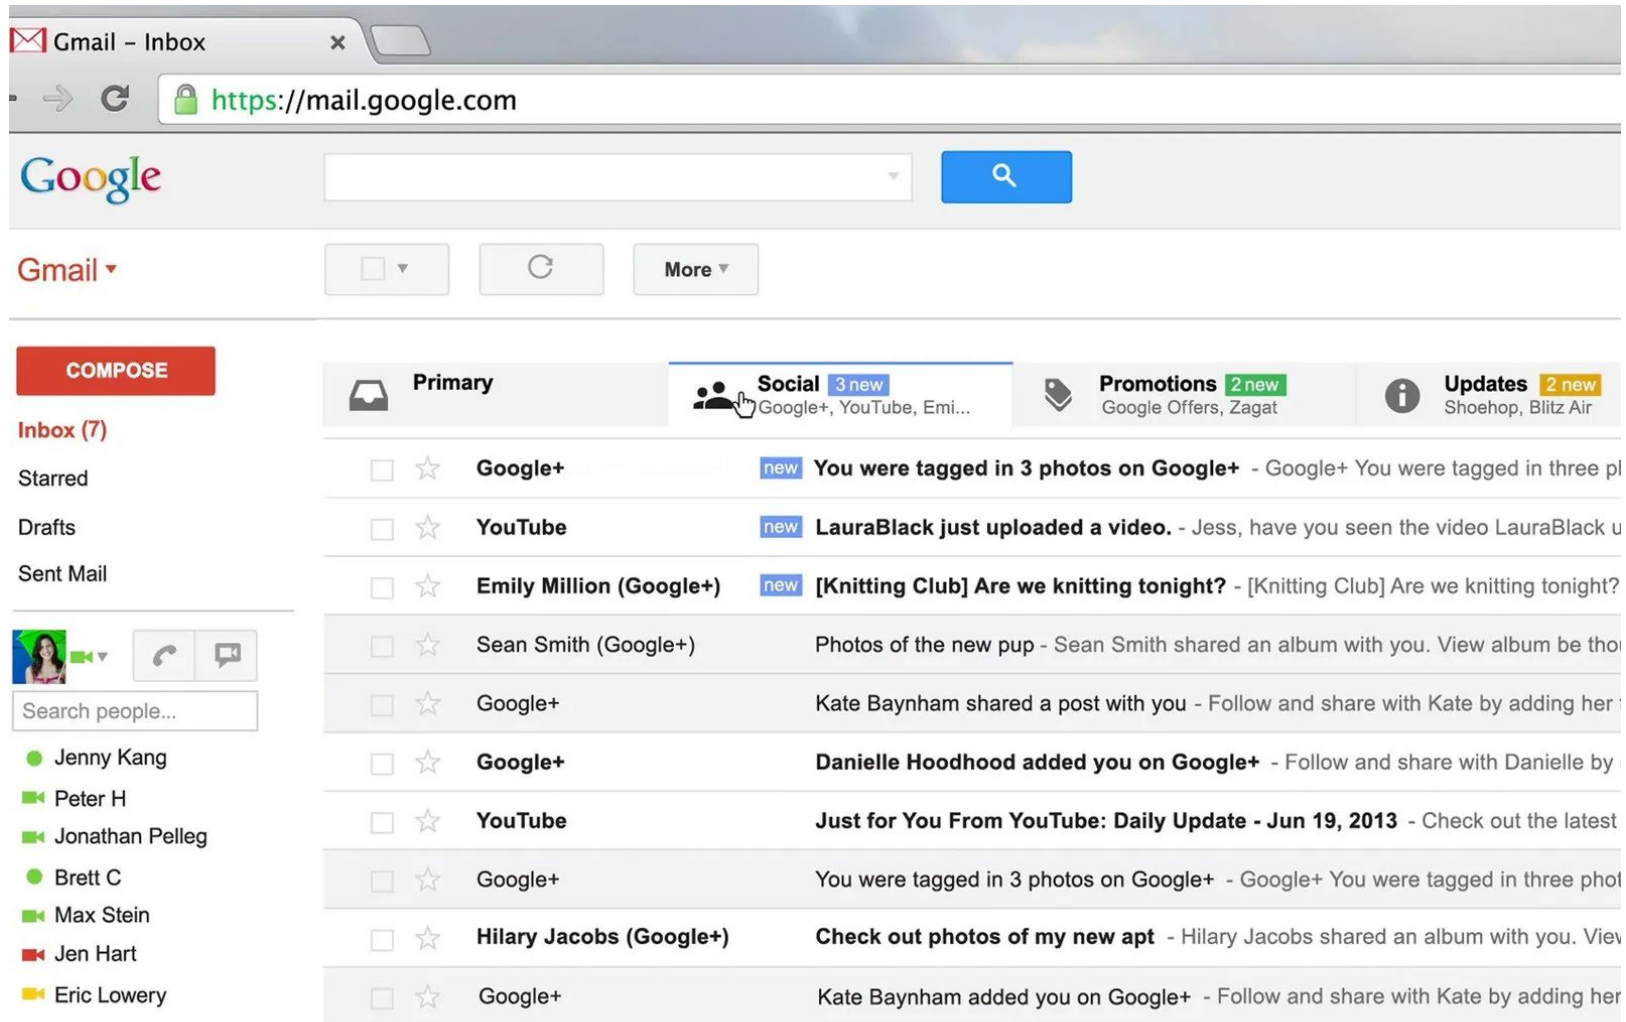 Gmail – Inbox
https://mail.google.com
Google
Gmail
More
COMPOSE
Inbox (7)
Starred
Drafts
Sent Mail
Search people...
Jenny Kang
Peter H
Jonathan Pelleg
Brett C
Max Stein
Jen Hart
Eric Lowery
Primary
Social 3 new
Google+, YouTube, Emi...
Promotions 2 new
Google Offers, Zagat
Updates 2 new
Shoehop, Blitz Air
Google+ new You were tagged in 3 photos on Google+ - Google+ You were tagged in three pl
YouTube new LauraBlack just uploaded a video. - Jess, have you seen the video LauraBlack u
Emily Million (Google+) new [Knitting Club] Are we knitting tonight? - [Knitting Club] Are we knitting tonight?
Sean Smith (Google+) Photos of the new pup - Sean Smith shared an album with you. View album be thou
Google+ Kate Baynham shared a post with you - Follow and share with Kate by adding her
Google+ Danielle Hoodhood added you on Google+ - Follow and share with Danielle by
YouTube Just for You From YouTube: Daily Update - Jun 19, 2013 - Check out the latest
Google+ You were tagged in 3 photos on Google+ - Google+ You were tagged in three phot
Hilary Jacobs (Google+) Check out photos of my new apt - Hilary Jacobs shared an album with you. View
Google+ Kate Baynham added you on Google+ - Follow and share with Kate by adding her